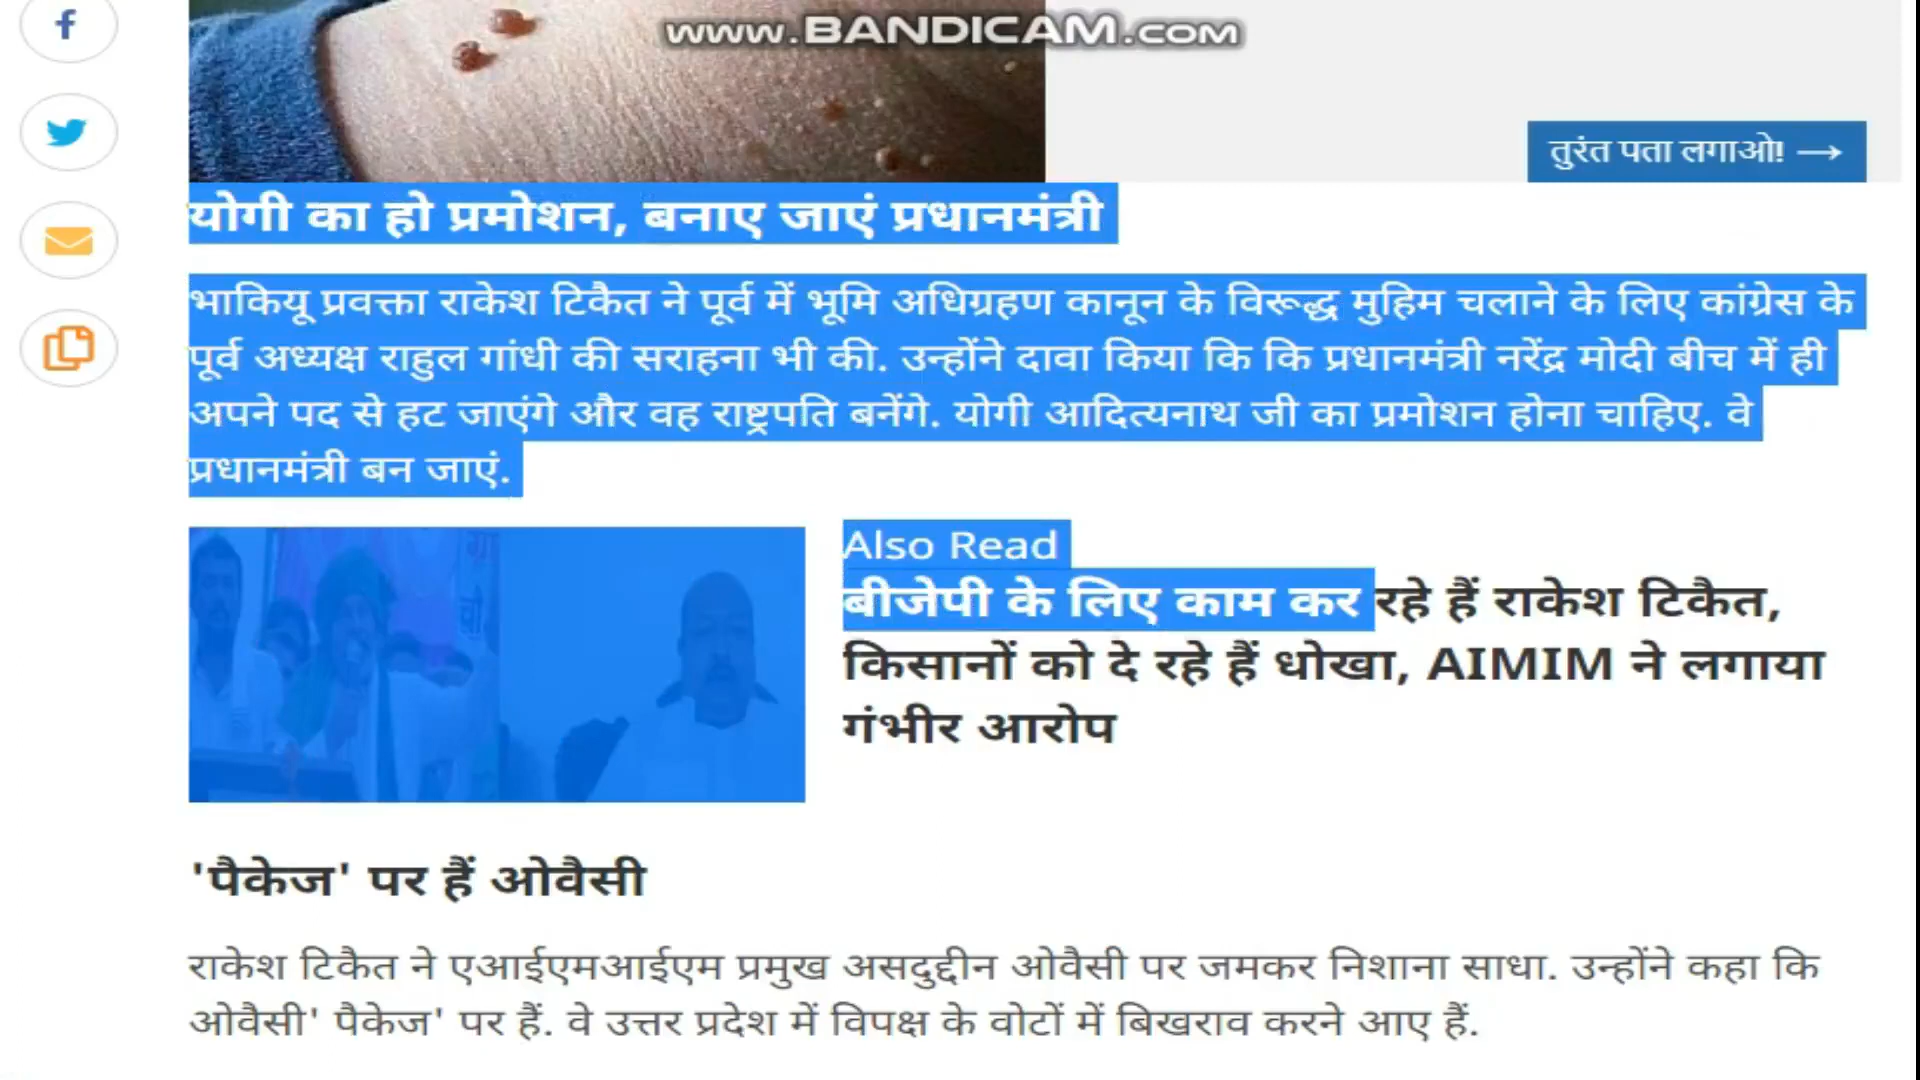 www.BANDICAM.com
तुरंत पता लगाओ! →
योगी का हो प्रमोशन, बनाए जाएं प्रधानमंत्री
भाकियू प्रवक्ता राकेश टिकैत ने पूर्व में भूमि अधिग्रहण कानून के विरूद्ध मुहिम चलाने के लिए कांग्रेस के
पूर्व अध्यक्ष राहुल गांधी की सराहना भी की. उन्होंने दावा किया कि कि प्रधानमंत्री नरेंद्र मोदी बीच में ही
अपने पद से हट जाएंगे और वह राष्ट्रपति बनेंगे. योगी आदित्यनाथ जी का प्रमोशन होना चाहिए. वे
प्रधानमंत्री बन जाएं.
Also Read
बीजेपी के लिए काम कर रहे हैं राकेश टिकैत,
किसानों को दे रहे हैं धोखा, AIMIM ने लगाया
गंभीर आरोप
'पैकेज' पर हैं ओवैसी
राकेश टिकैत ने एआईएमआईएम प्रमुख असदुद्दीन ओवैसी पर जमकर निशाना साधा. उन्होंने कहा कि
ओवैसी' पैकेज' पर हैं. वे उत्तर प्रदेश में विपक्ष के वोटों में बिखराव करने आए हैं.